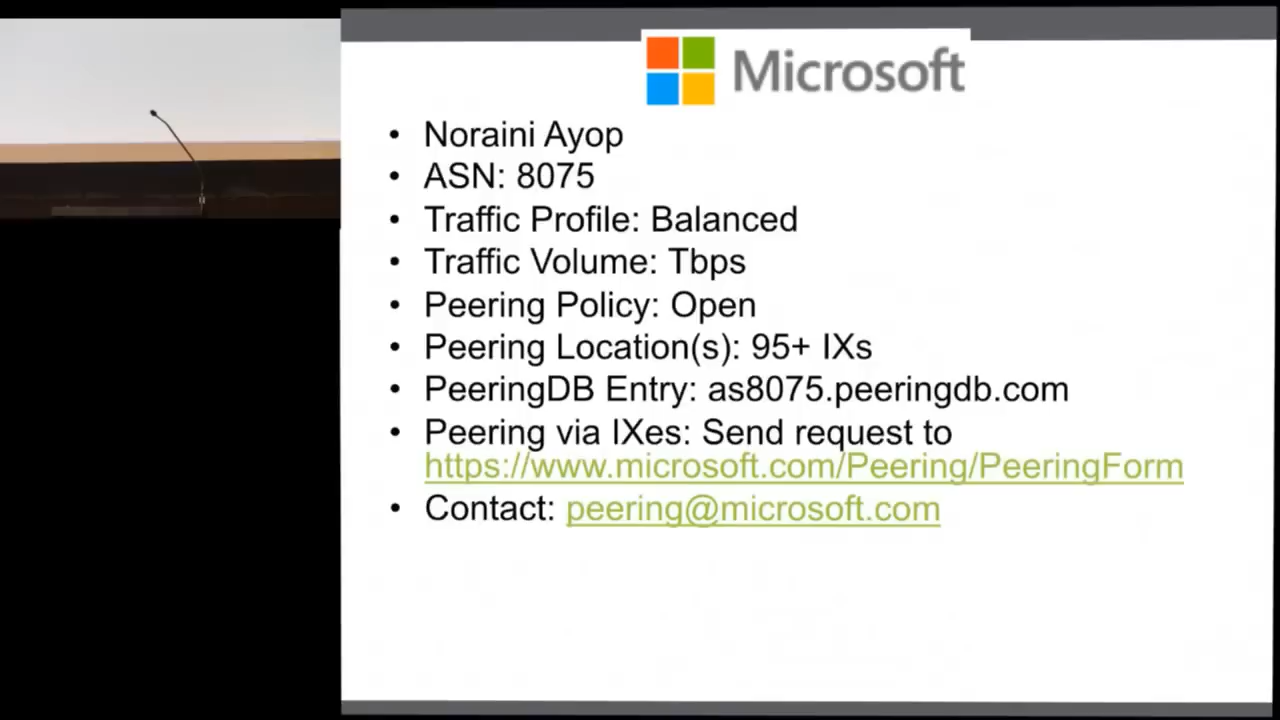 Microsoft
• Noraini Ayop
• ASN: 8075
• Traffic Profile: Balanced
• Traffic Volume: Tbps
• Peering Policy: Open
• Peering Location(s): 95+ IXs
• PeeringDB Entry: as8075.peeringdb.com
• Peering via IXes: Send request to
https://www.microsoft.com/Peering/PeeringForm
• Contact: peering@microsoft.com